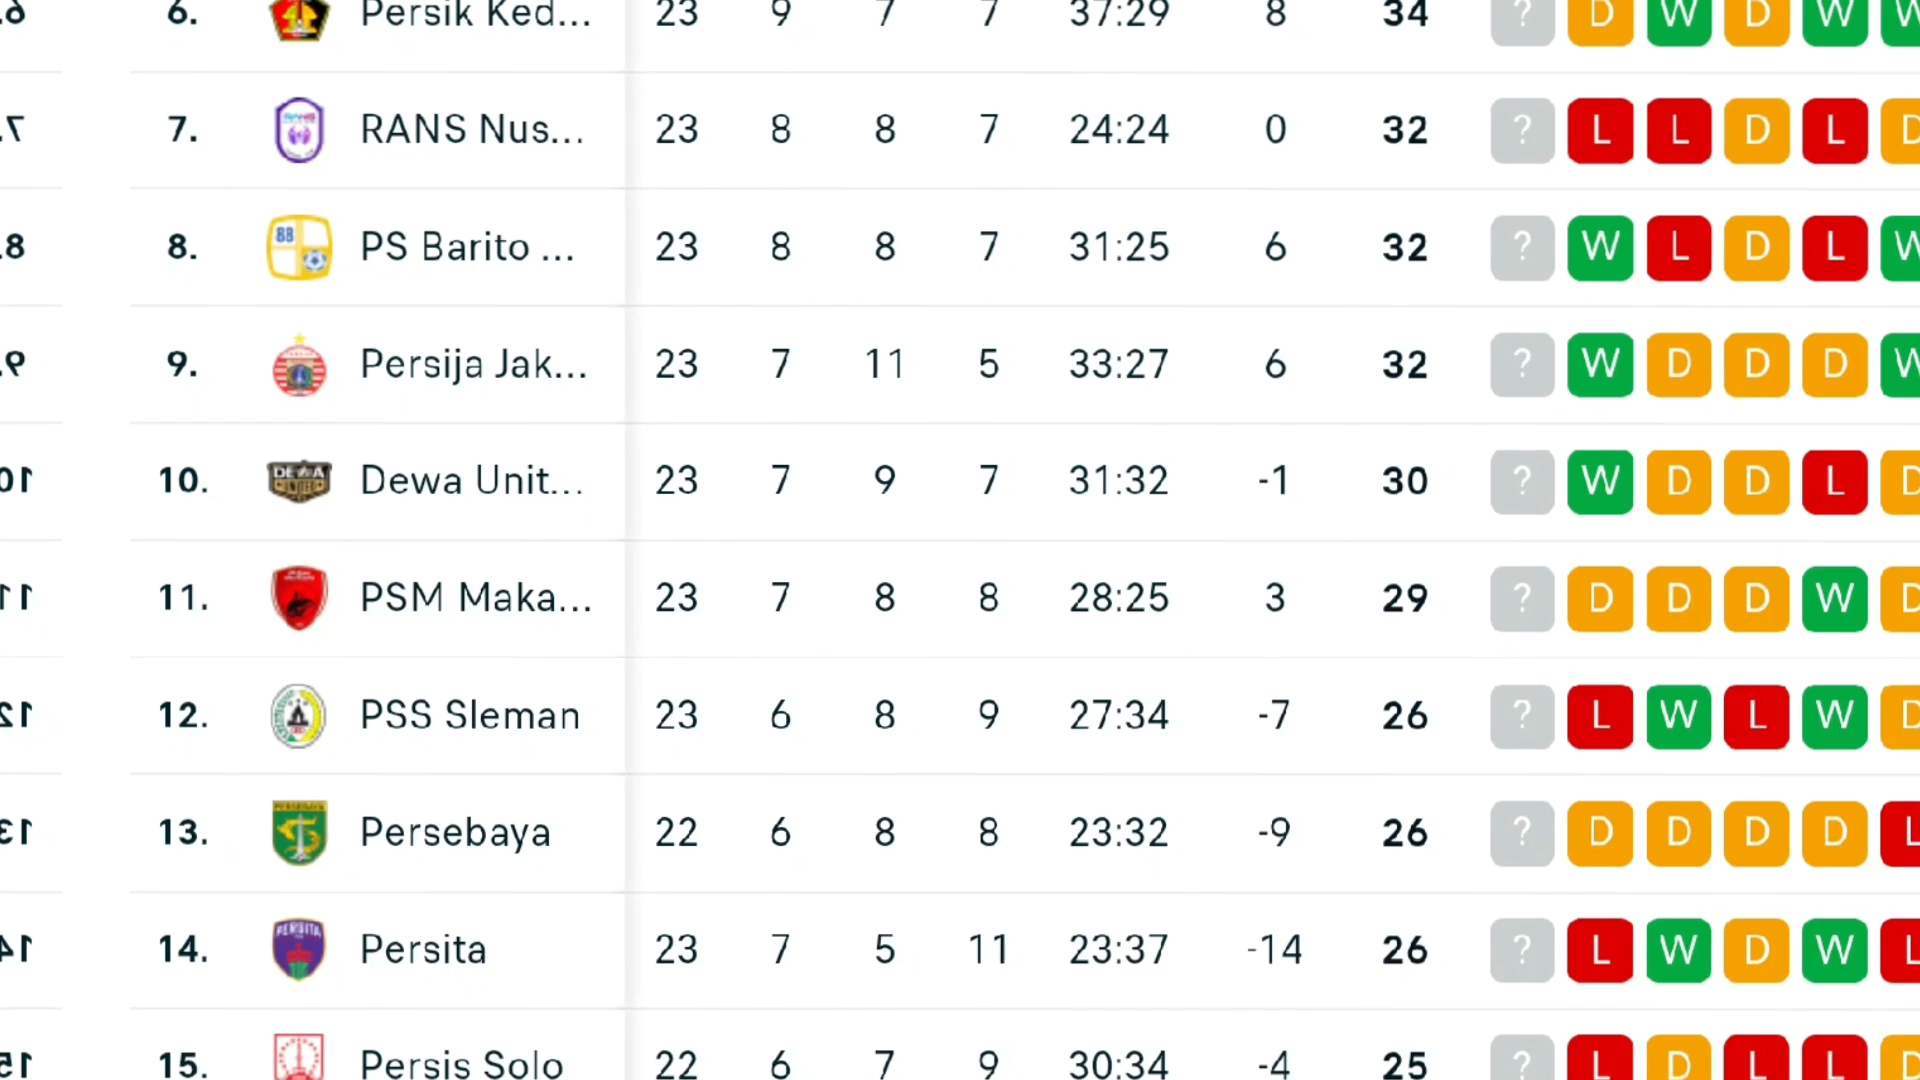 6. Persik Ked... 23 9 7 7 37:29 8 34 ? D W D W W
7. RANS Nus... 23 8 8 7 24:24 0 32 ? L L D L D
8. 88 PS Barito ... 23 8 8 7 31:25 6 32 ? W L D L W
9. Persija Jak... 23 7 11 5 33:27 6 32 ? W D D D W
10. DEWA UNITED Dewa Unit... 23 7 9 7 31:32 -1 30 ? W D D L D
11. PSM Maka... 23 7 8 8 28:25 3 29 ? D D D W D
12. PSS Sleman 23 6 8 9 27:34 -7 26 ? L W L W D
13. PERSEBAYA Persebaya 22 6 8 8 23:32 -9 26 ? D D D D L
14. PERSITA Persita 23 7 5 11 23:37 -14 26 ? L W D W L
15. Persis Solo 22 6 7 9 30:34 -4 25 ? L D L L D